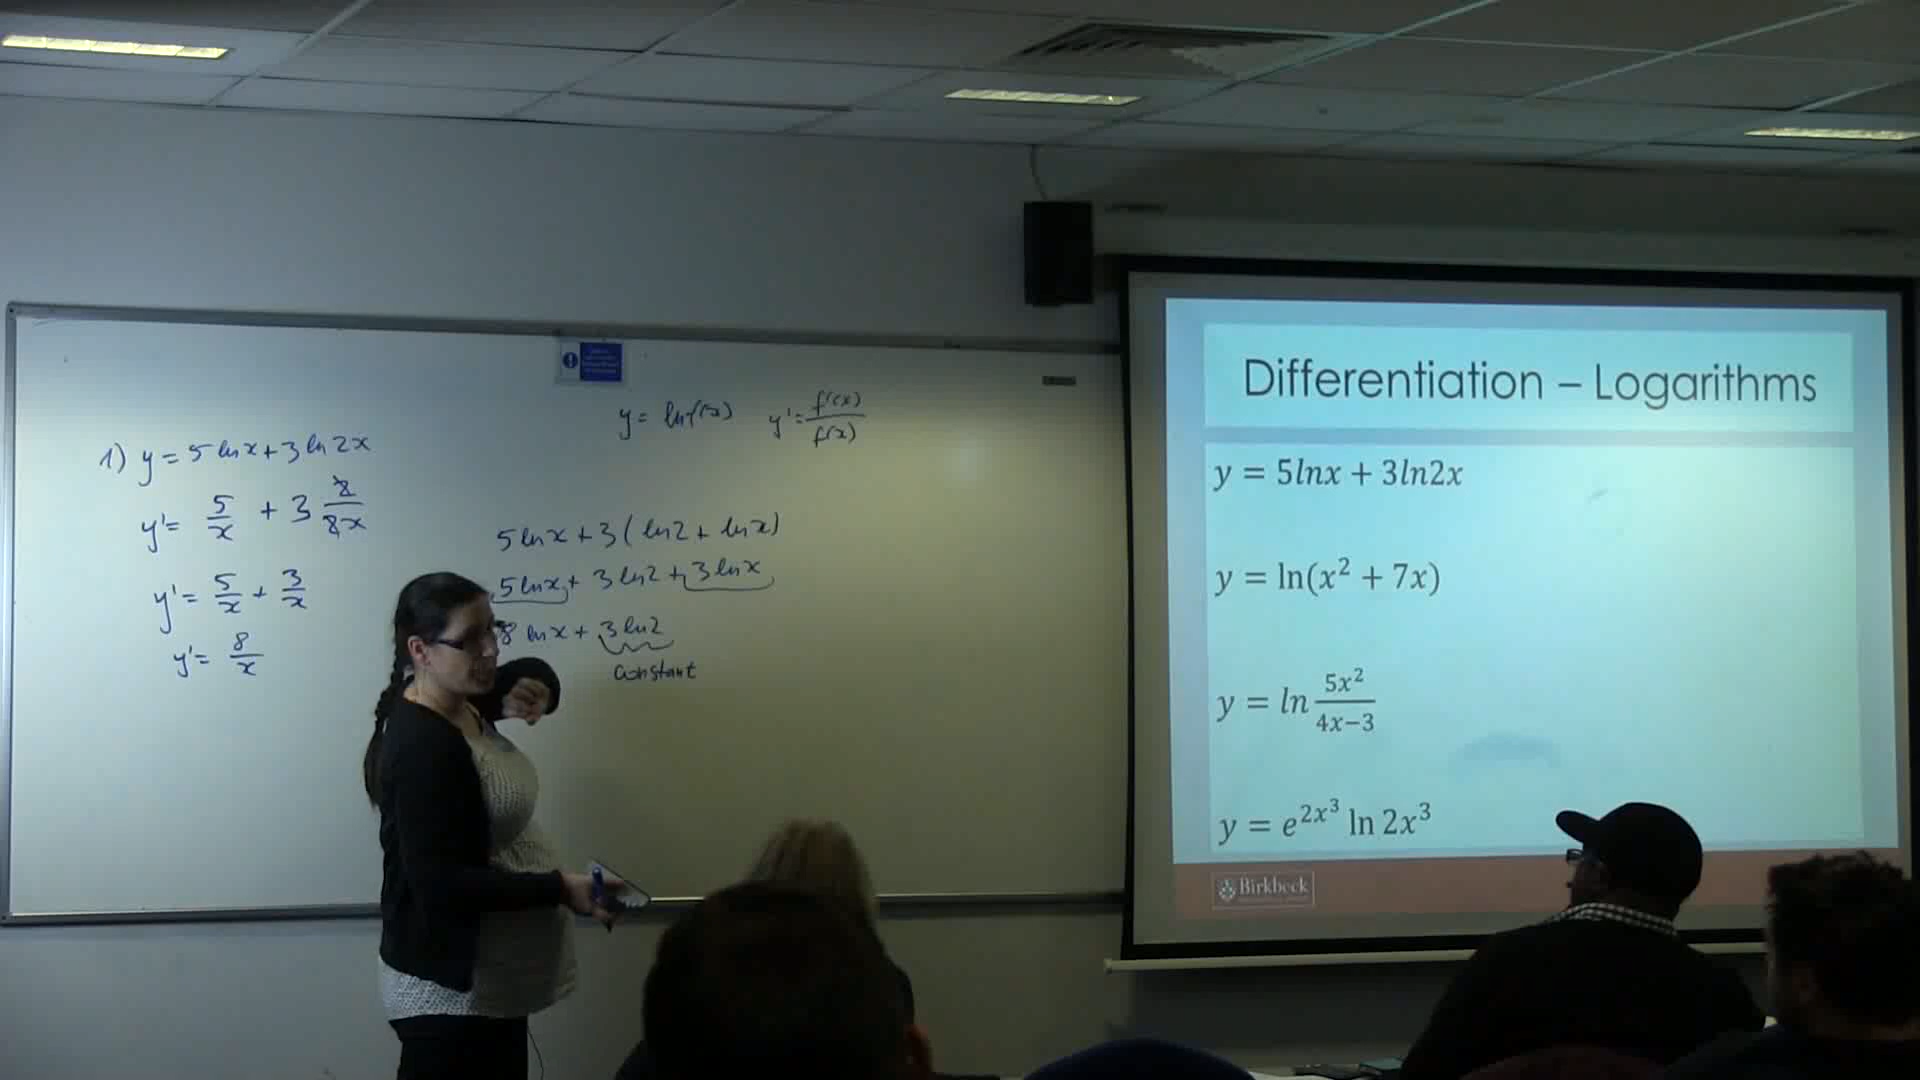 y = ln f(x) y' = f'(x)/f(x)
1) y = 5 ln x + 3 ln 2x
y' = 5/x + 3 2/2x
y' = 5/x + 3/x
y' = 8/x
5 ln x + 3 ( ln 2 + ln x )
5 ln x + 3 ln 2 + 3 ln x
8 ln x + 3 ln 2
constant
Differentiation – Logarithms
y = 5lnx + 3ln2x
y = ln(x² + 7x)
y = ln 5x²/4x−3
y = e^2x³ ln 2x³
Birkbeck